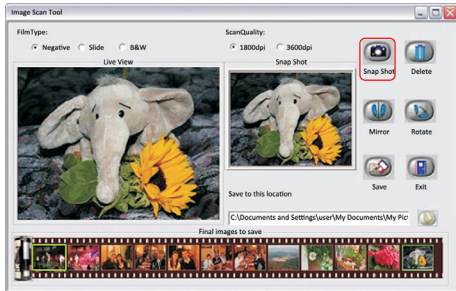 Image Scan Tool
FilmType:
Negative
Slide
B&W
ScanQuality:
1800dpi
3600dpi
Live View
Snap Shot
Snap Shot
Delete
Mirror
Rotate
Save
Exit
Save to this location
C:\Documents and Settings\user\My Documents\My Pic
Final images to save